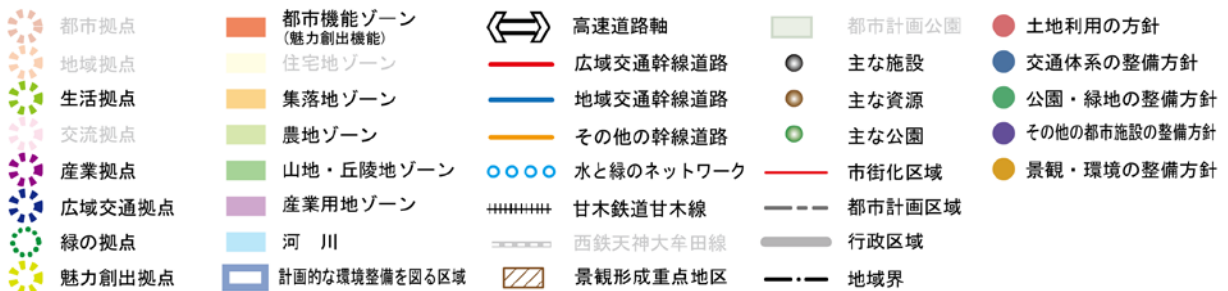 都市拠点
地域拠点
生活拠点
交流拠点
産業拠点
広域交通拠点
緑の拠点
魅力創出拠点
都市機能ゾーン
(魅力創出機能)
住宅地ゾーン
集落地ゾーン
農地ゾーン
山地・丘陵地ゾーン
産業用地ゾーン
河　川
計画的な環境整備を図る区域
高速道路軸
広域交通幹線道路
地域交通幹線道路
その他の幹線道路
水と緑のネットワーク
甘木鉄道甘木線
西鉄天神大牟田線
景観形成重点地区
都市計画公園
主な施設
主な資源
主な公園
市街化区域
都市計画区域
行政区域
地域界
土地利用の方針
交通体系の整備方針
公園・緑地の整備方針
その他の都市施設の整備方針
景観・環境の整備方針